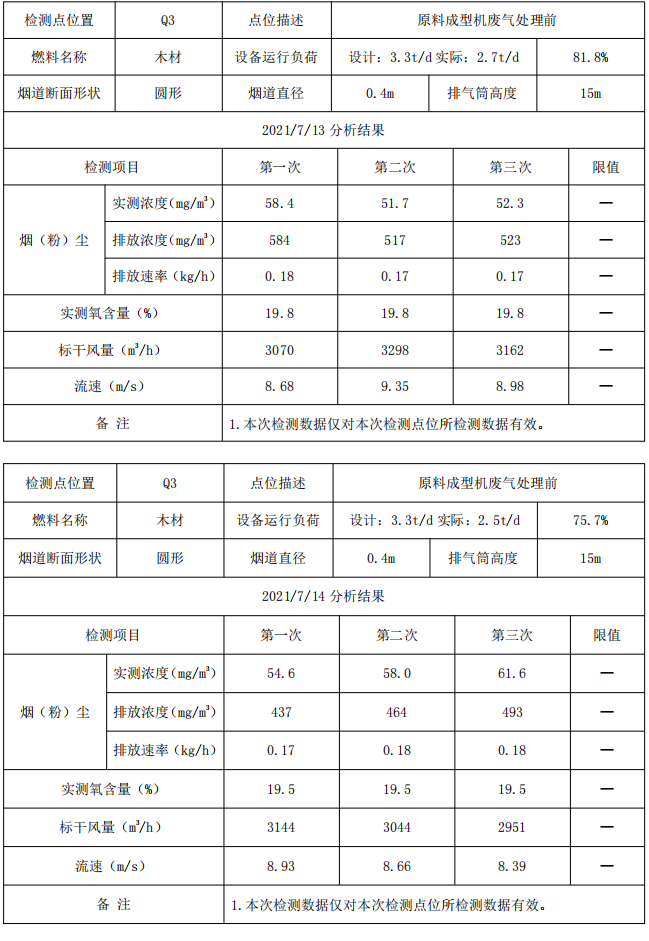 检测点位置 Q3 点位描述 原料成型机废气处理前
燃料名称 木材 设备运行负荷 设计：3.3t/d 实际：2.7t/d 81.8%
烟道断面形状 圆形 烟道直径 0.4m 排气筒高度 15m
2021/7/13 分析结果
检测项目 第一次 第二次 第三次 限值
烟（粉）尘 实测浓度(mg/m³) 58.4 51.7 52.3 —
排放浓度(mg/m³) 584 517 523 —
排放速率（kg/h） 0.18 0.17 0.17 —
实测氧含量（%） 19.8 19.8 19.8 —
标干风量（m³/h） 3070 3298 3162 —
流速（m/s） 8.68 9.35 8.98 —
备 注 1.本次检测数据仅对本次检测点位所检测数据有效。
检测点位置 Q3 点位描述 原料成型机废气处理前
燃料名称 木材 设备运行负荷 设计：3.3t/d 实际：2.5t/d 75.7%
烟道断面形状 圆形 烟道直径 0.4m 排气筒高度 15m
2021/7/14 分析结果
检测项目 第一次 第二次 第三次 限值
烟（粉）尘 实测浓度(mg/m³) 54.6 58.0 61.6 —
排放浓度(mg/m³) 437 464 493 —
排放速率（kg/h） 0.17 0.18 0.18 —
实测氧含量（%） 19.5 19.5 19.5 —
标干风量（m³/h） 3144 3044 2951 —
流速（m/s） 8.93 8.66 8.39 —
备 注 1.本次检测数据仅对本次检测点位所检测数据有效。